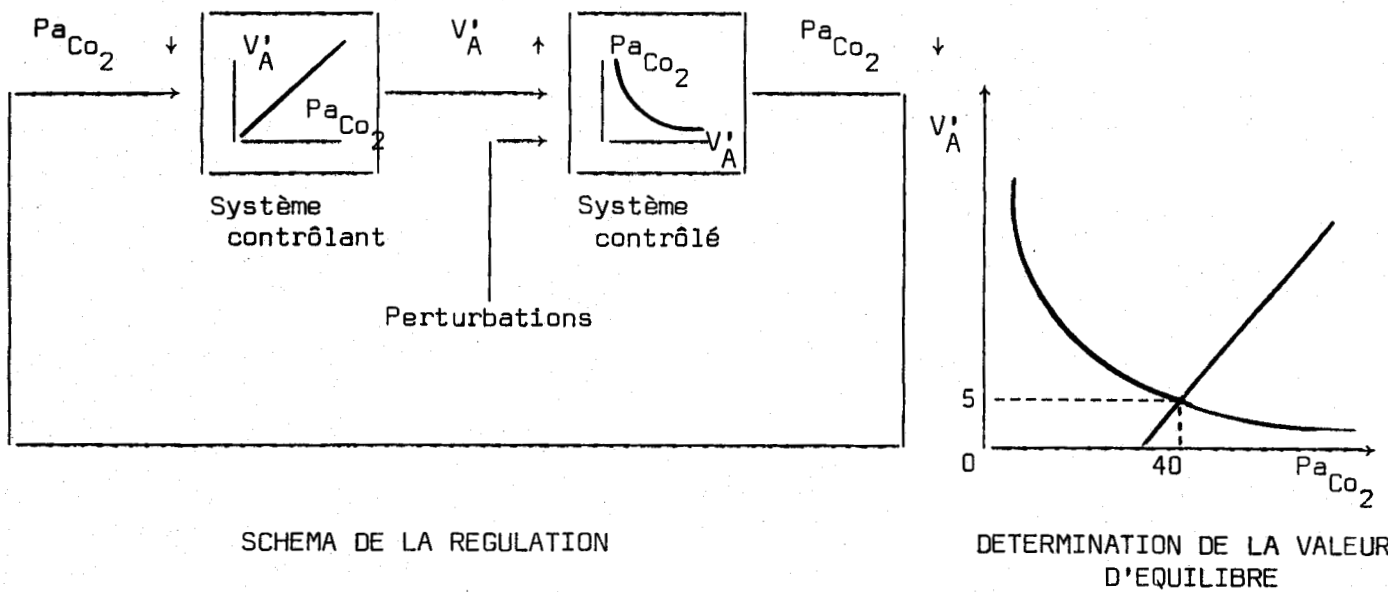 Pa Co2 ↓
V'A
Pa Co2
V'A ↑
Pa Co2
V'A
Pa Co2 ↓
Système
contrôlant
Système
contrôlé
Perturbations
SCHEMA DE LA REGULATION
V'A
5
0
40
Pa Co2
DETERMINATION DE LA VALEUR
D'EQUILIBRE